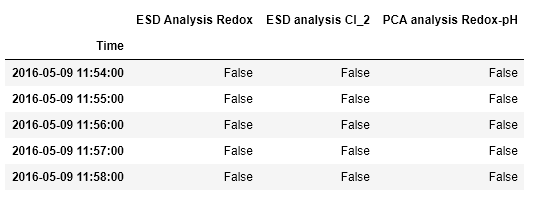 ESD Analysis Redox ESD analysis Cl_2 PCA analysis Redox-pH
Time
2016-05-09 11:54:00 False False False
2016-05-09 11:55:00 False False False
2016-05-09 11:56:00 False False False
2016-05-09 11:57:00 False False False
2016-05-09 11:58:00 False False False